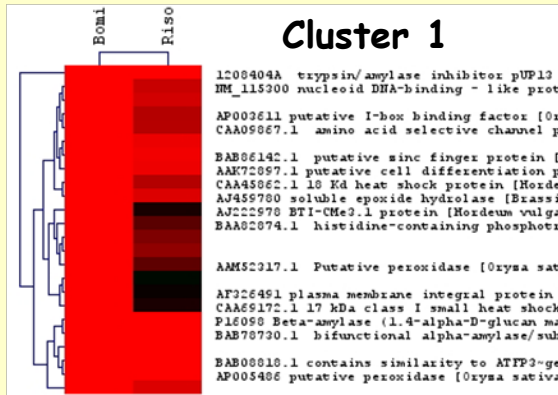 Cluster 1
Bomi
Riso
1208404A trypsin/amylase inhibitor pUP13
NM_115300 nucleoid DNA-binding - like prot
AP003611 putative I-box binding factor [Or
CAA09867.1 amino acid selective channel p
BAB86142.1 putative zinc finger protein [
AAK72897.1 putative cell differentiation p
CAA45862.1 18 Kd heat shock protein [Horde
AJ459780 soluble epoxide hydrolase [Brassi
AJ222978 BTI-CMe3.1 protein [Hordeum vulga
BAA82874.1 histidine-containing phosphotr
AAM52317.1 Putative peroxidase [Oryza sat
AF326491 plasma membrane integral protein
CAA69172.1 17 kDa class I small heat shock
P16098 Beta-amylase (1.4-alpha-D-glucan ma
BAB78730.1 bifunctional alpha-amylase/sub
BAB08818.1 contains similarity to ATFP3~ge
AP005486 putative peroxidase [Oryza sativa